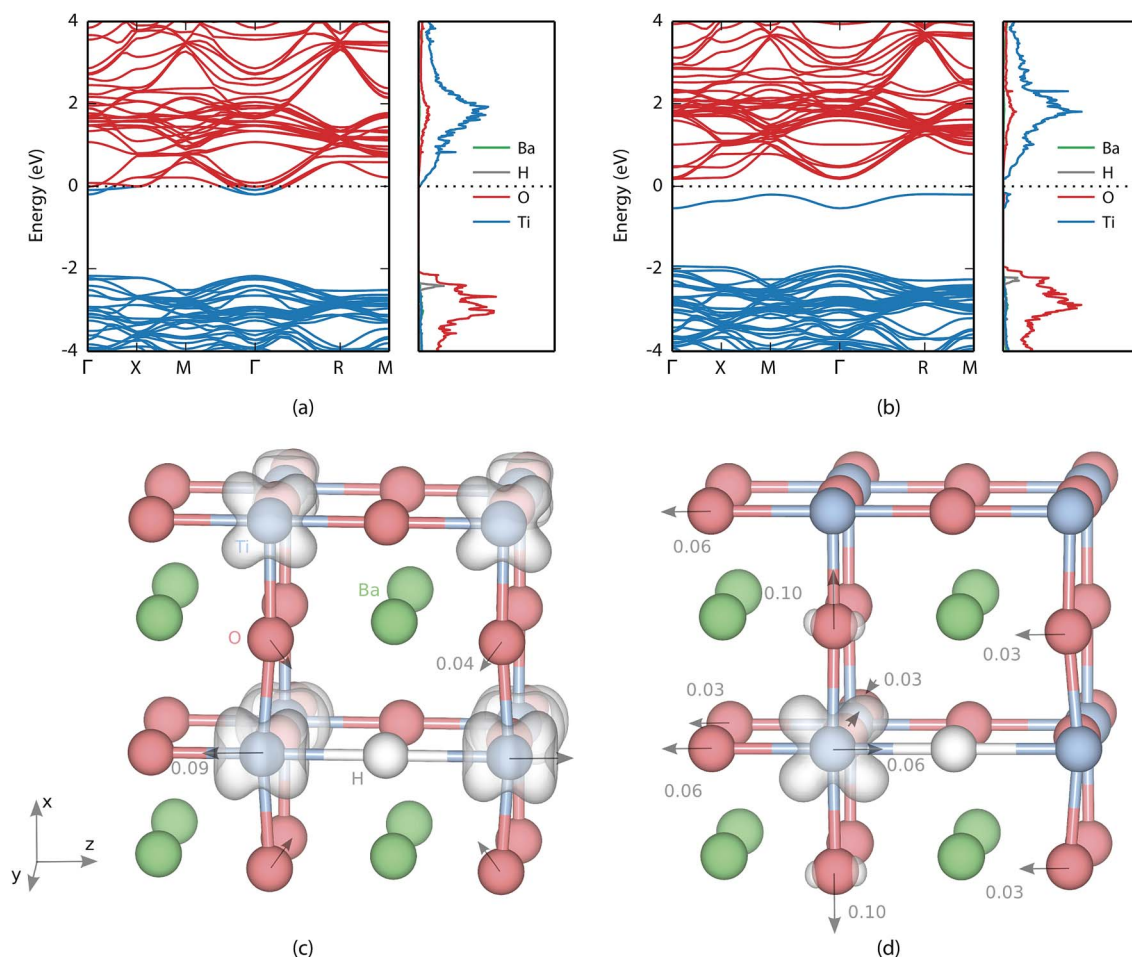 4
2
0
-2
-4
Energy (eV)
Γ X M Γ R M
Ba
H
O
Ti
(a)
4
2
0
-2
-4
Energy (eV)
Γ X M Γ R M
Ba
H
O
Ti
(b)
Ti
Ba
O
0.04
0.09
H
x
z
y
(c)
0.06
0.10
0.03
0.03
0.03
0.06
0.06
0.03
0.10
(d)